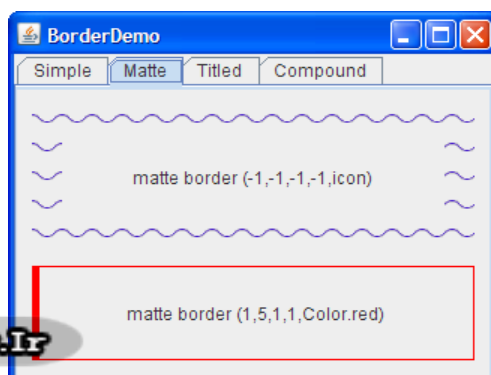 BorderDemo
Simple Matte Titled Compound
matte border (-1,-1,-1,-1,icon)
matte border (1,5,1,1,Color.red)
.Ir